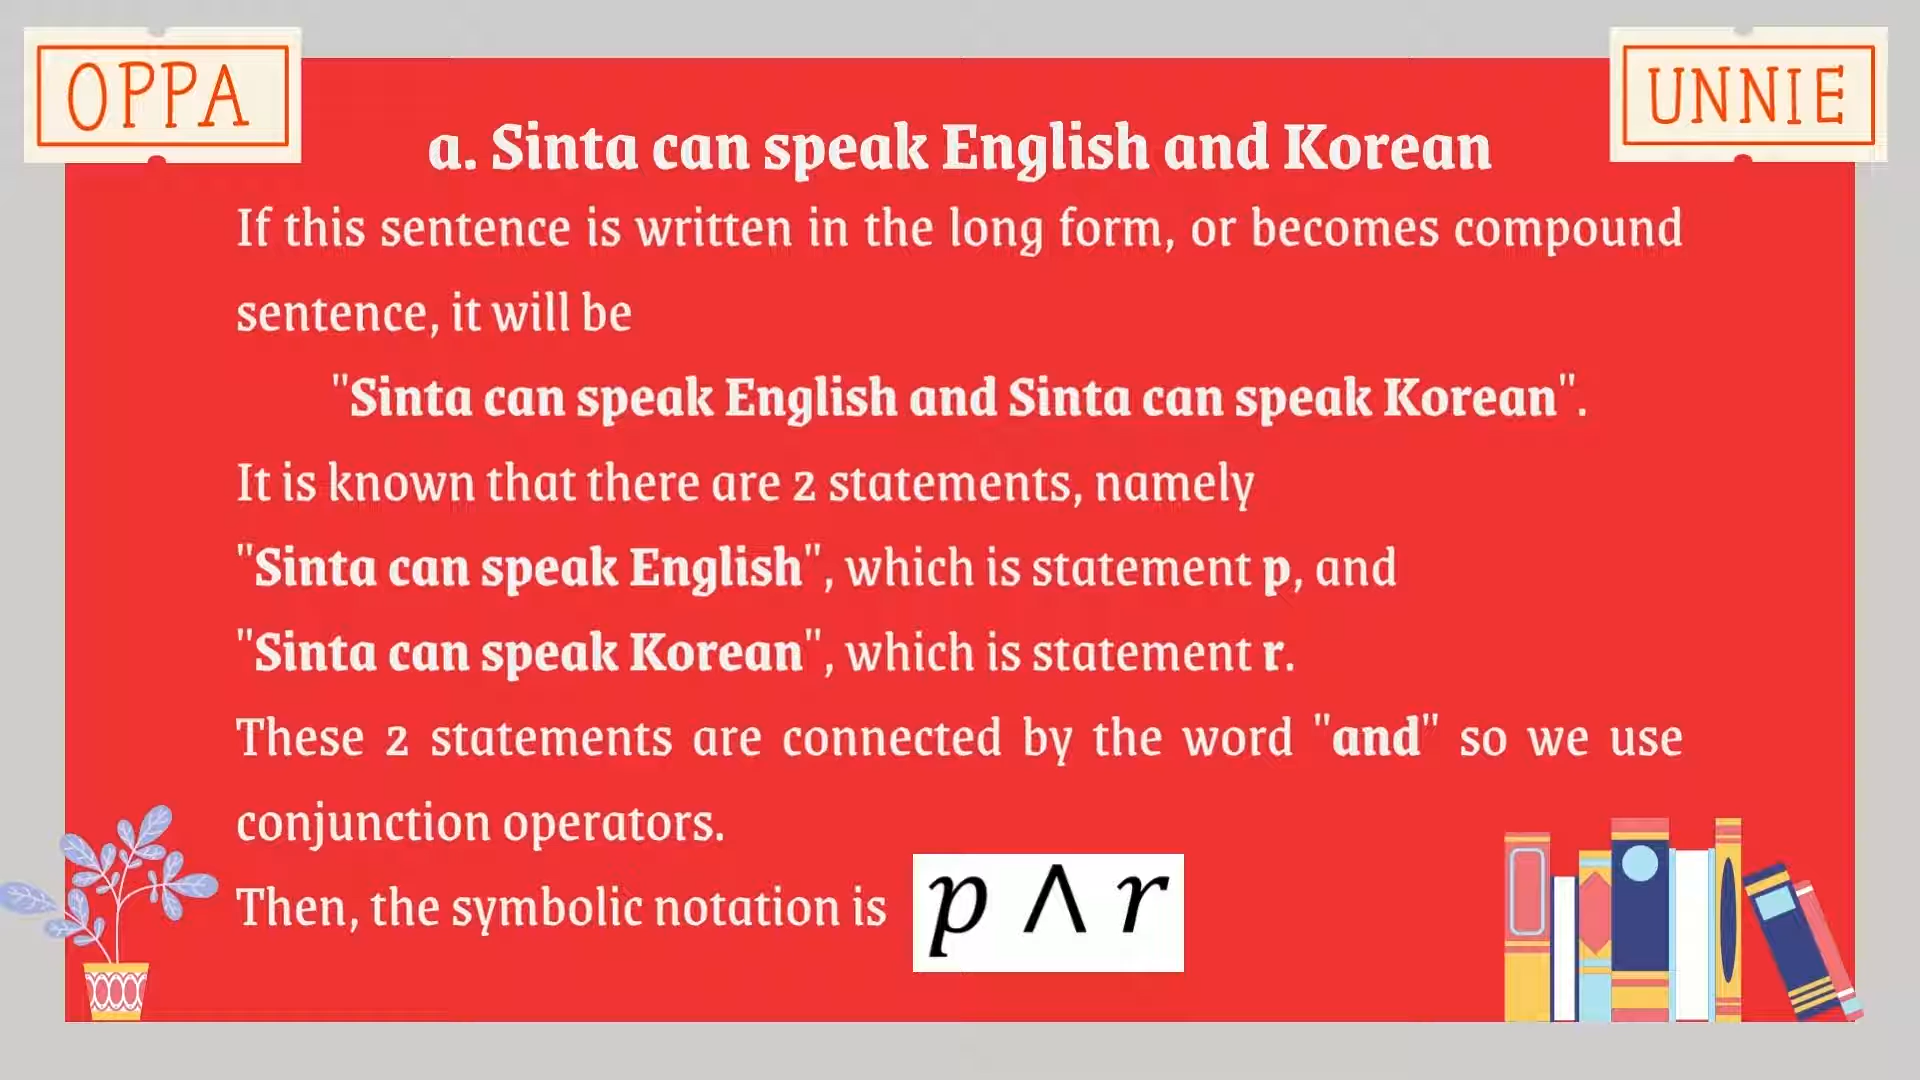 OPPA
UNNIE
a. Sinta can speak English and Korean
If this sentence is written in the long form, or becomes compound
sentence, it will be
"Sinta can speak English and Sinta can speak Korean".
It is known that there are 2 statements, namely
"Sinta can speak English", which is statement p, and
"Sinta can speak Korean", which is statement r.
These 2 statements are connected by the word "and" so we use
conjunction operators.
Then, the symbolic notation is p ∧ r